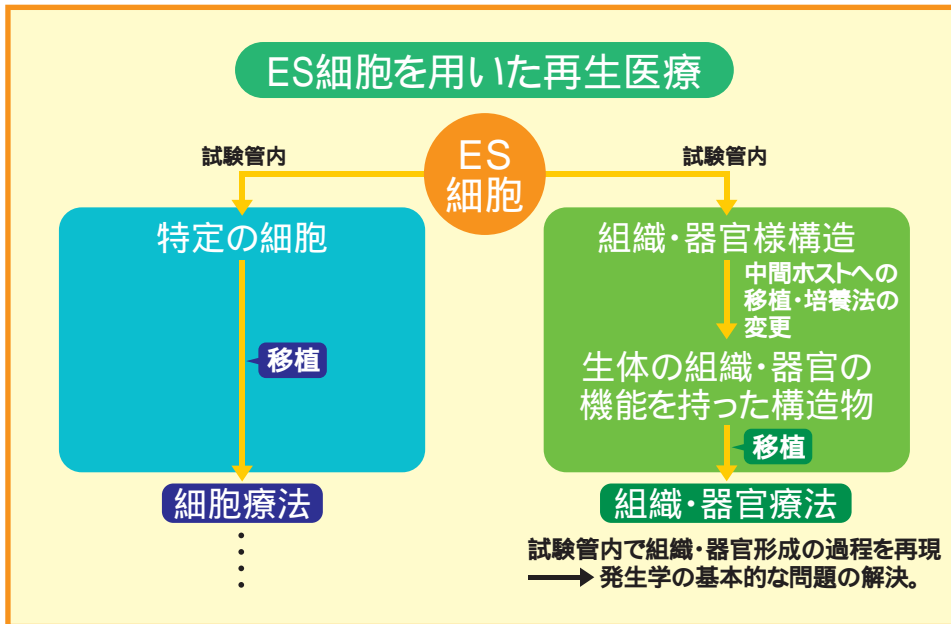 ES細胞を用いた再生医療
ES
細胞
試験管内
試験管内
特定の細胞
移植
細胞療法
組織・器官様構造
中間ホストへの
移植・培養法の
変更
生体の組織・器官の
機能を持った構造物
移植
組織・器官療法
試験管内で組織・器官形成の過程を再現
発生学の基本的な問題の解決。